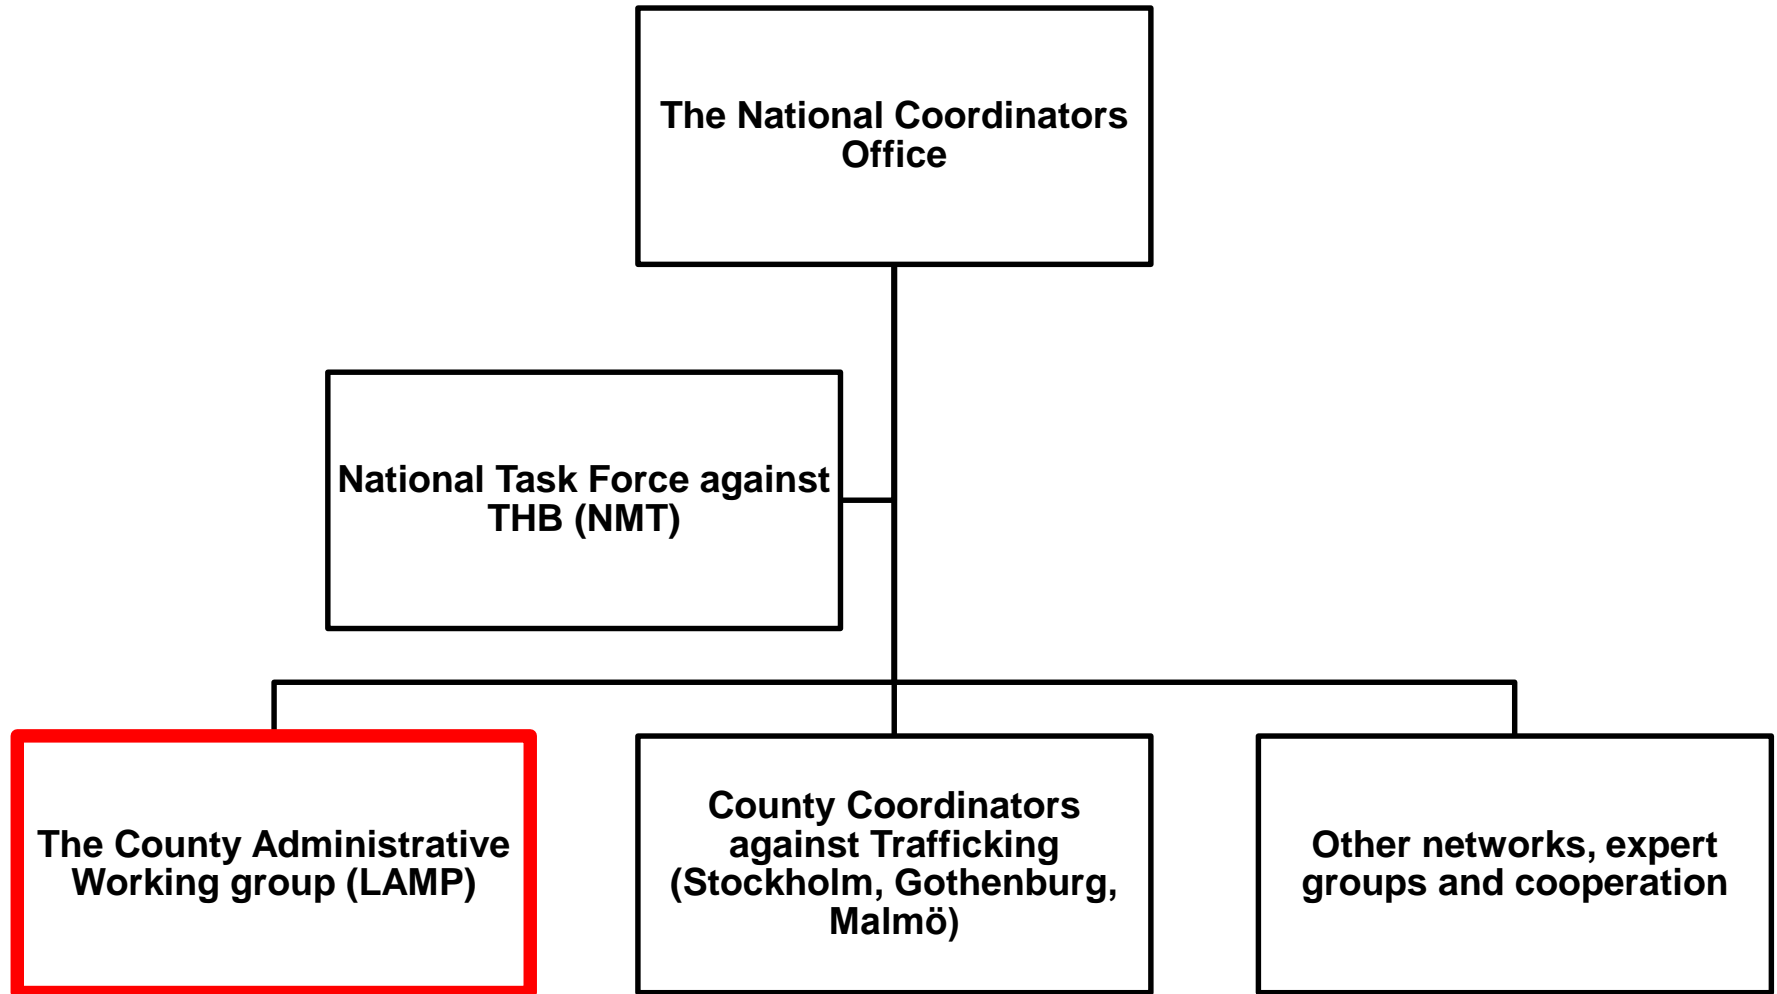 The National Coordinators
Office
National Task Force against
THB (NMT)
The County Administrative
Working group (LAMP)
County Coordinators
against Trafficking
(Stockholm, Gothenburg,
Malmö)
Other networks, expert
groups and cooperation